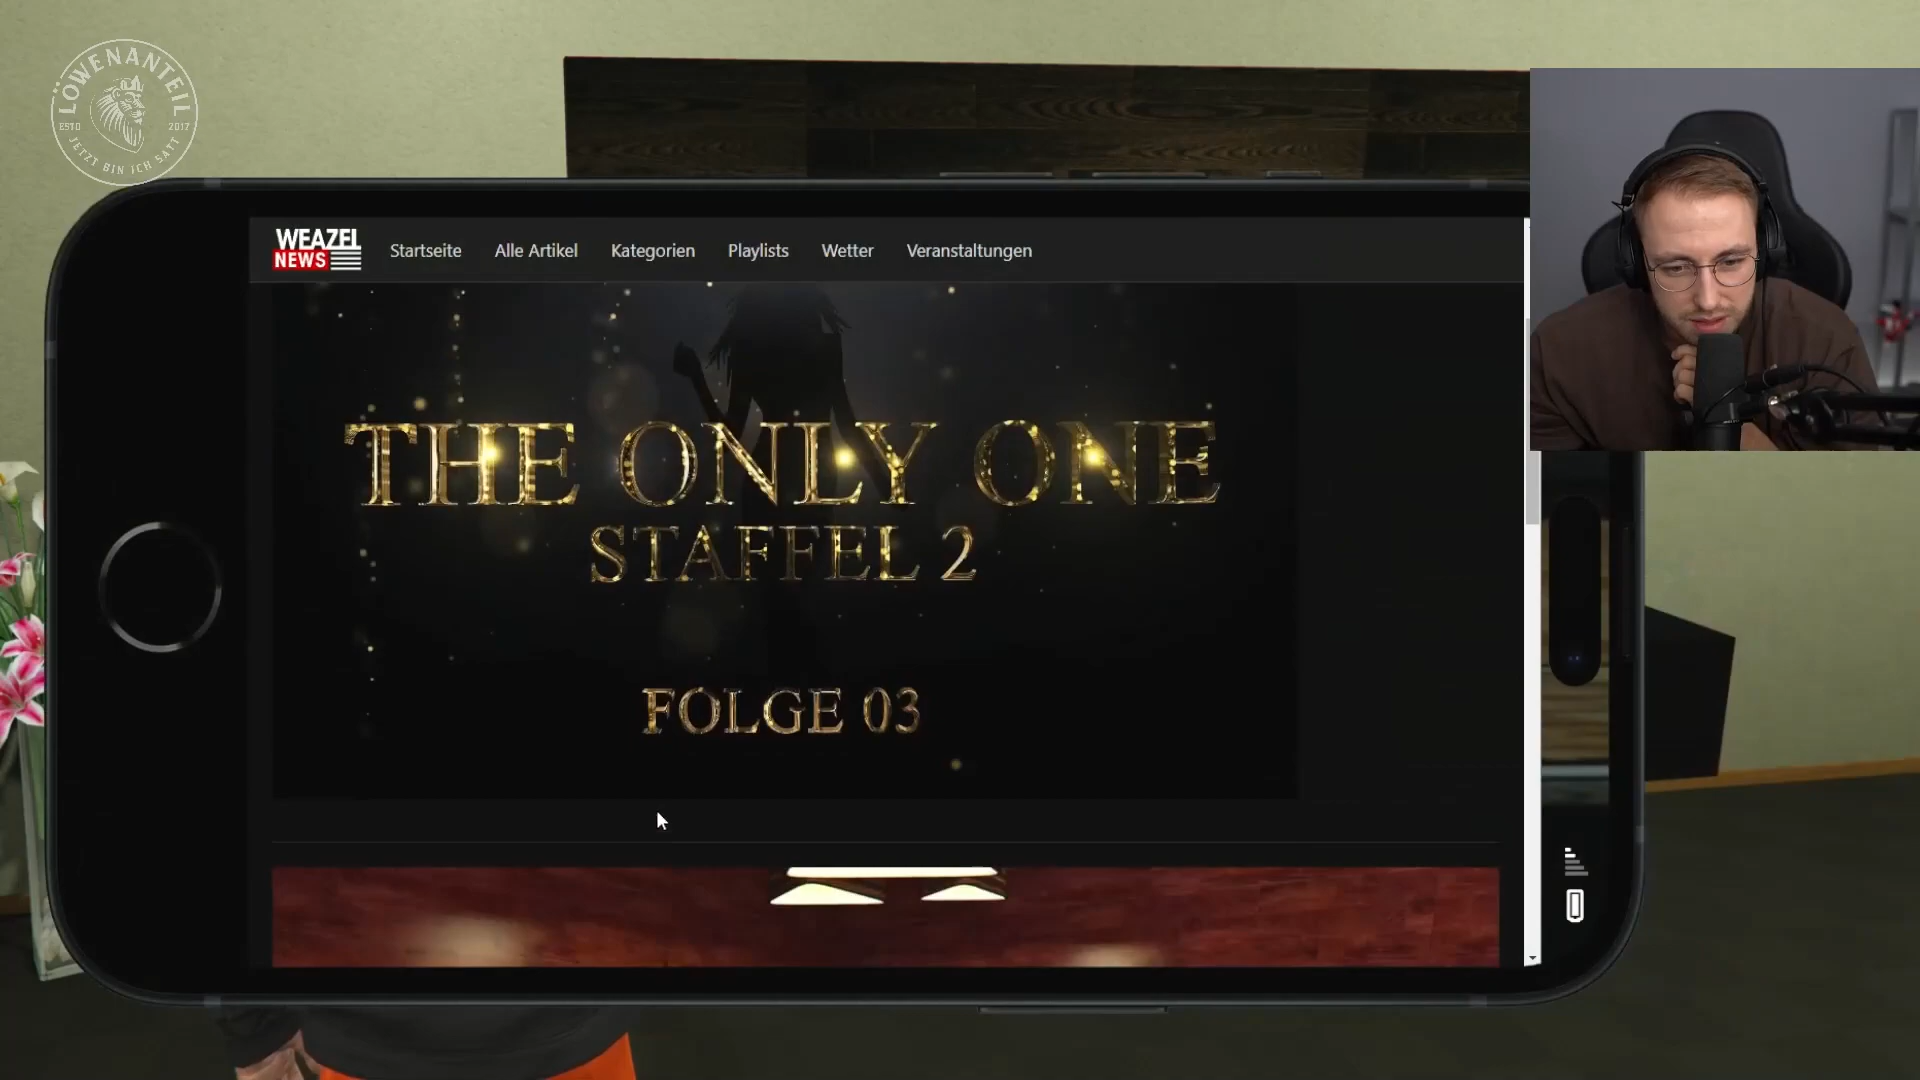 LÖWENANTEIL
ESTD 2017
JETZT BIN ICH SATT
WEAZEL
NEWS
Startseite Alle Artikel Kategorien Playlists Wetter Veranstaltungen
THE ONLY ONE
STAFFEL 2
FOLGE 03